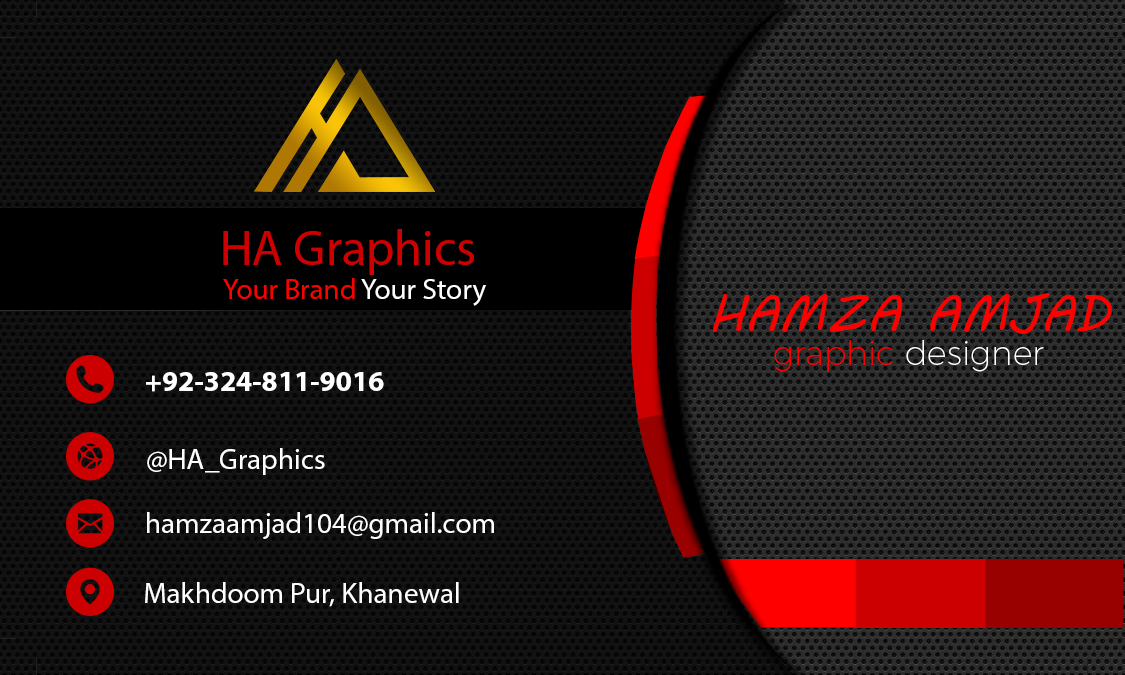 HA Graphics
Your Brand Your Story
+92-324-811-9016
@HA_Graphics
hamzaamjad104@gmail.com
Makhdoom Pur, Khanewal
HAMZA AMJAD
graphic designer